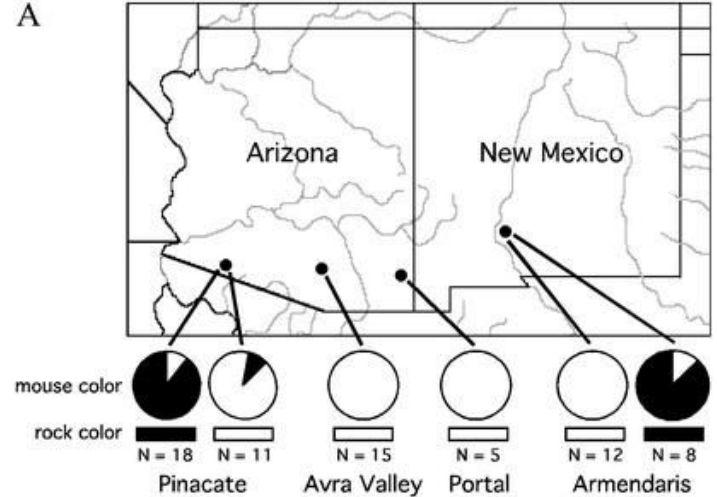 A
Arizona
New Mexico
mouse color
rock color
N = 18 N = 11 N = 15 N = 5 N = 12 N = 8
Pinacate Avra Valley Portal Armendaris